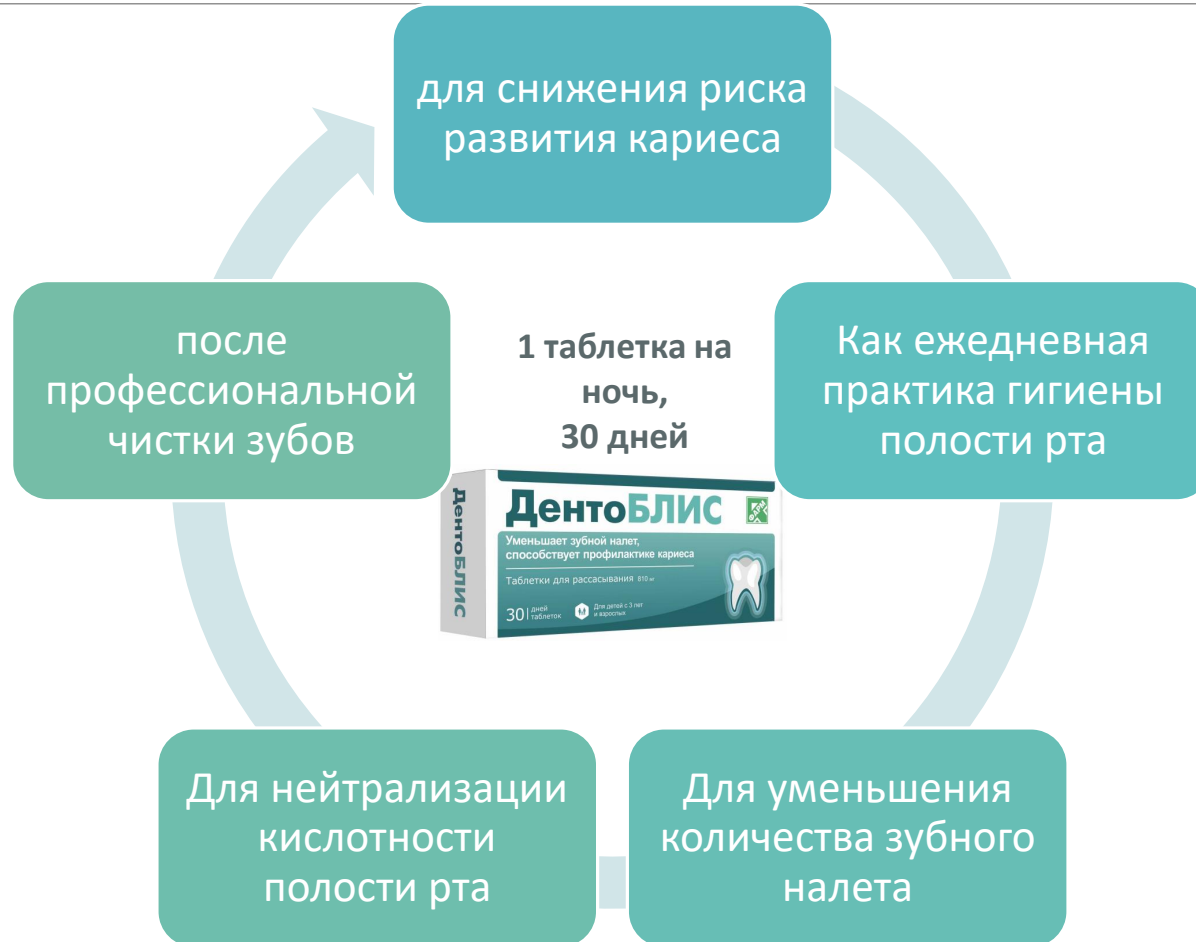 для снижения риска
развития кариеса
Как ежедневная
практика гигиены
полости рта
Для уменьшения
количества зубного
налета
Для нейтрализации
кислотности
полости рта
после
профессиональной
чистки зубов
1 таблетка на
ночь,
30 дней
ДентоБЛИС
ДентоБЛИС
Уменьшает зубной налет,
способствует профилактике кариеса
Таблетки для рассасывания 810 мг
30 дней
таблеток
Для детей с 3 лет
и взрослых